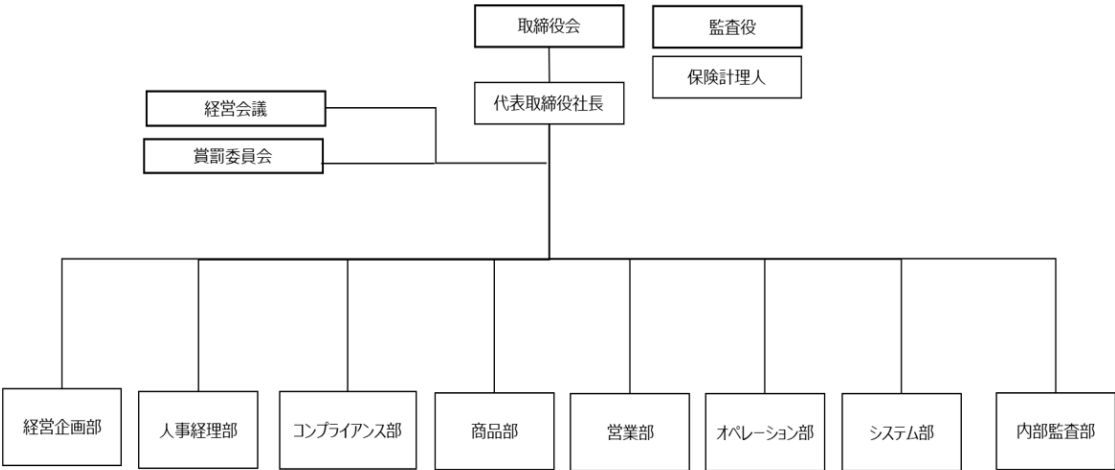 取締役会
監査役
保険計理人
代表取締役社長
経営会議
賞罰委員会
経営企画部
人事経理部
コンプライアンス部
商品部
営業部
オペレーション部
システム部
内部監査部